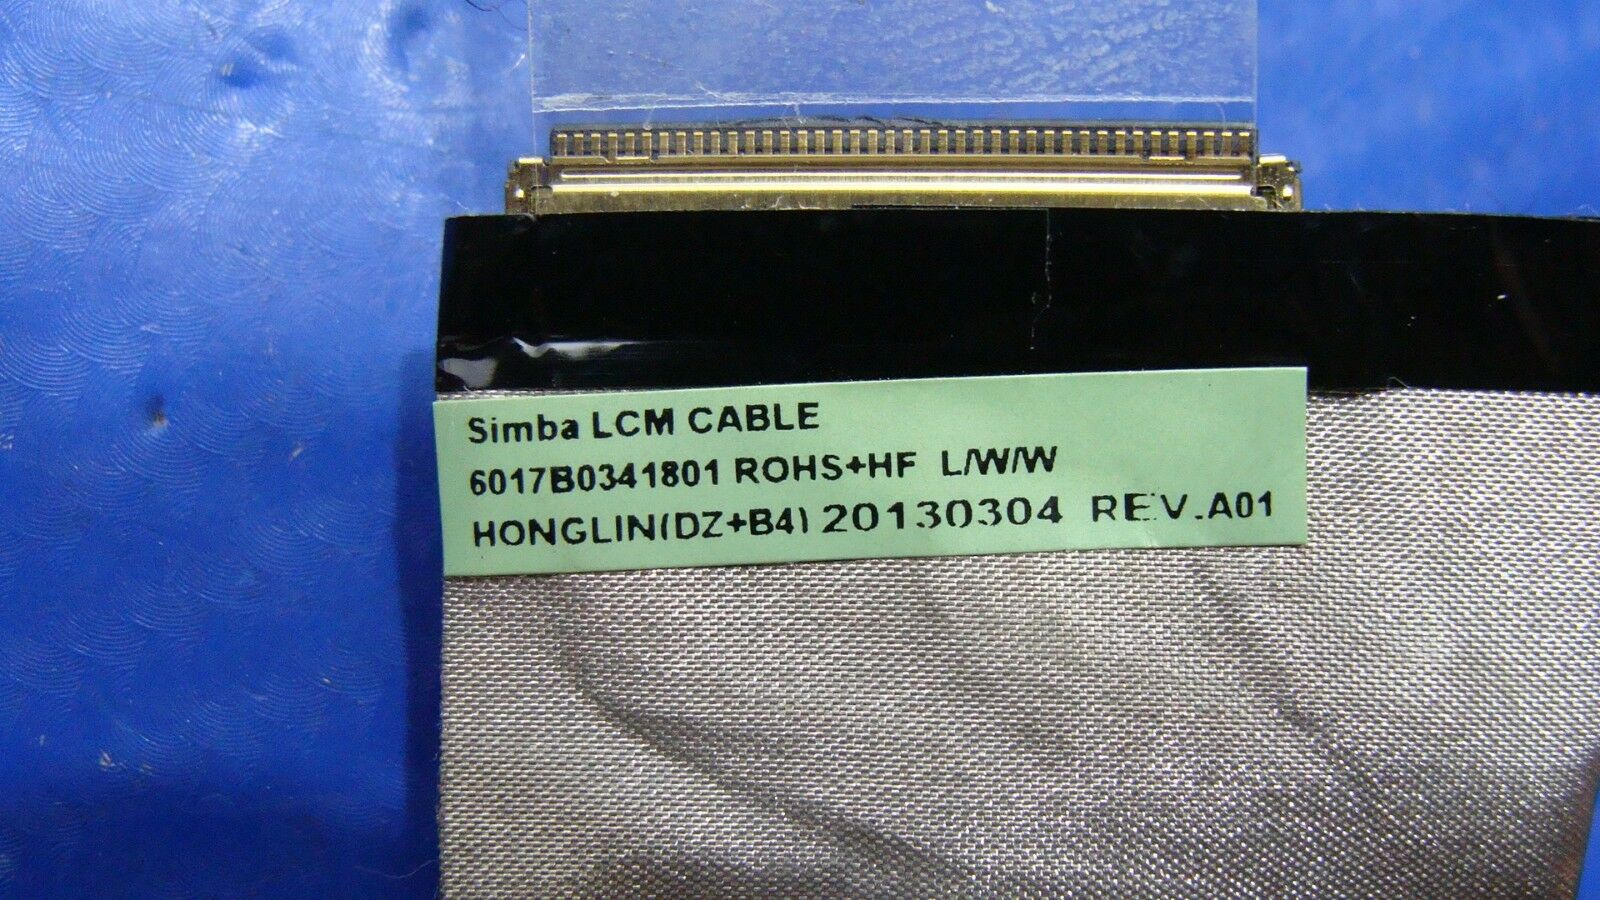 Simba LCM CABLE
6017B0341801 ROHS+HF L/W/W
HONGLIN(DZ+B4) 20130304 REV.A01